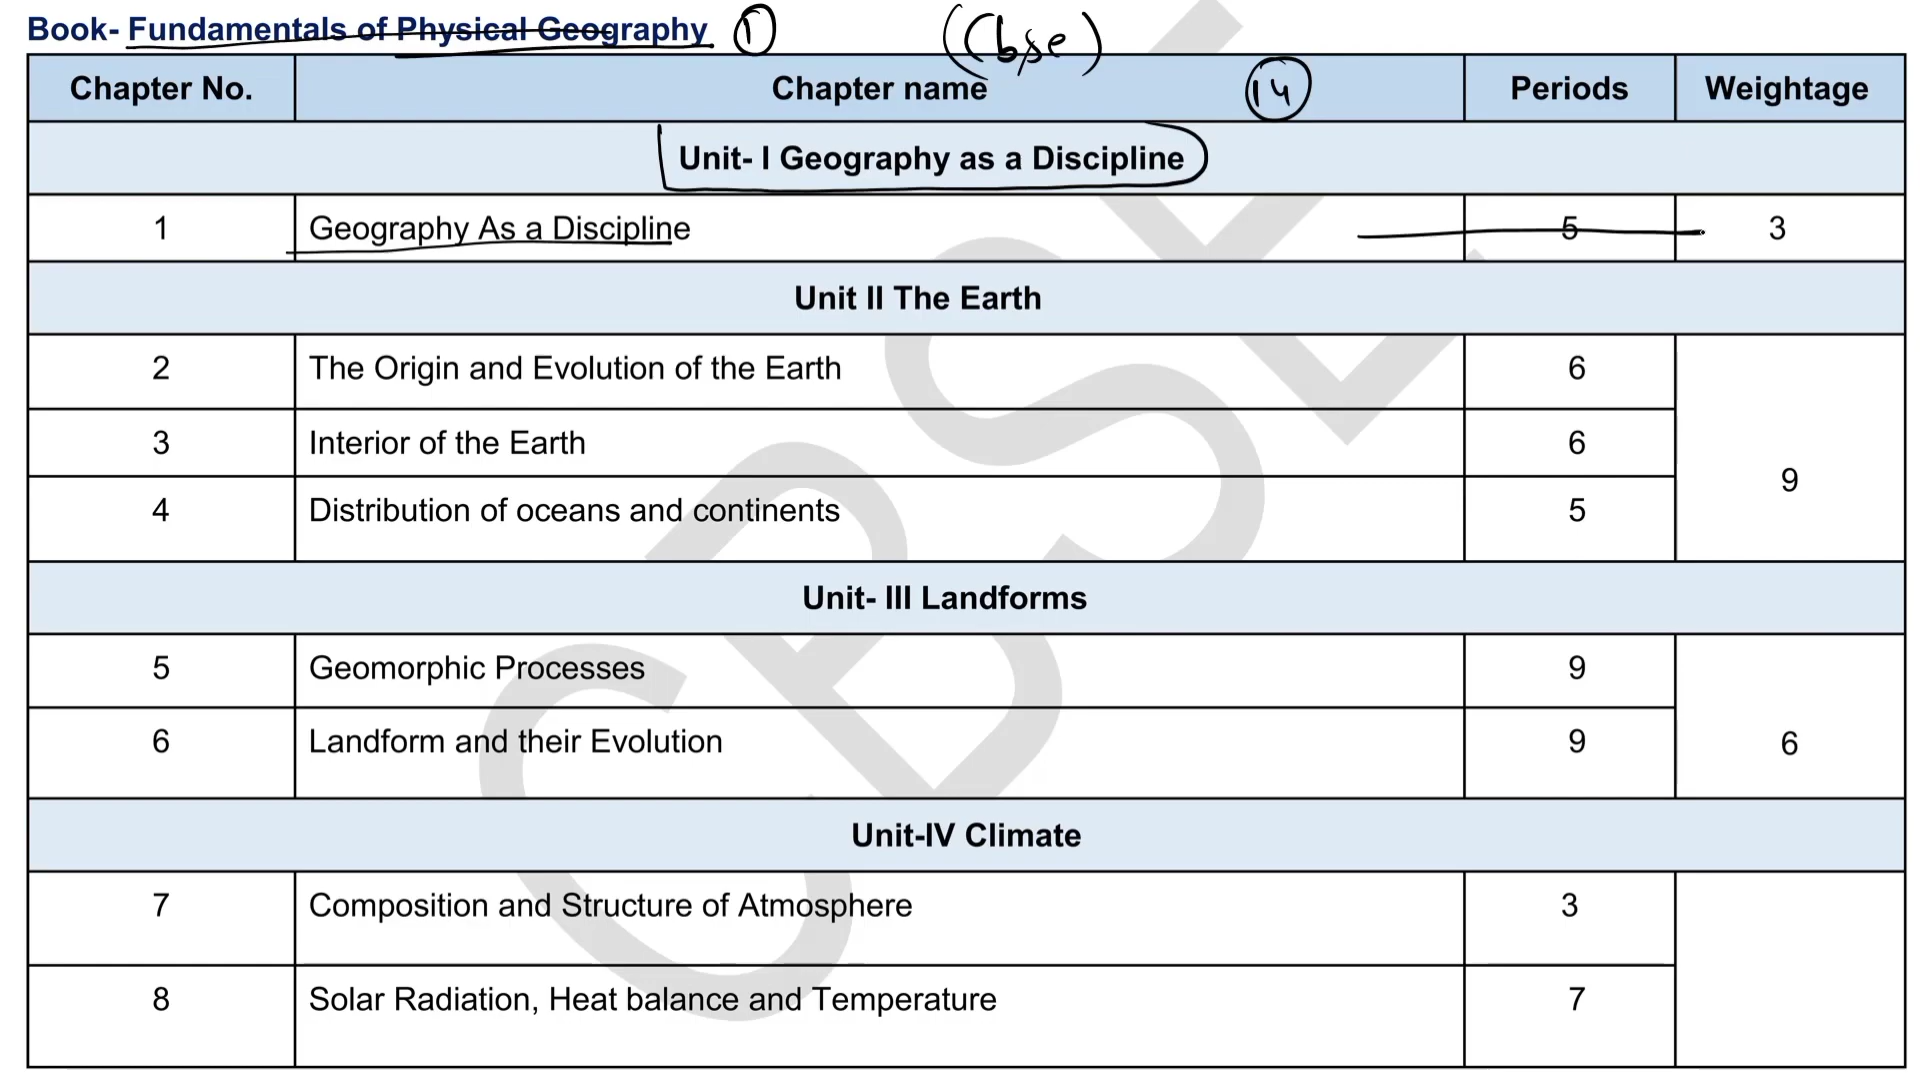 Book- Fundamentals of Physical Geography 1 (Cbse)
Chapter No. Chapter name 14 Periods Weightage
Unit- I Geography as a Discipline
1 Geography As a Discipline 5 3
Unit II The Earth
2 The Origin and Evolution of the Earth 6
3 Interior of the Earth 6
9
4 Distribution of oceans and continents 5
Unit- III Landforms
5 Geomorphic Processes 9
6 Landform and their Evolution 9 6
Unit-IV Climate
7 Composition and Structure of Atmosphere 3
8 Solar Radiation, Heat balance and Temperature 7
CBSE